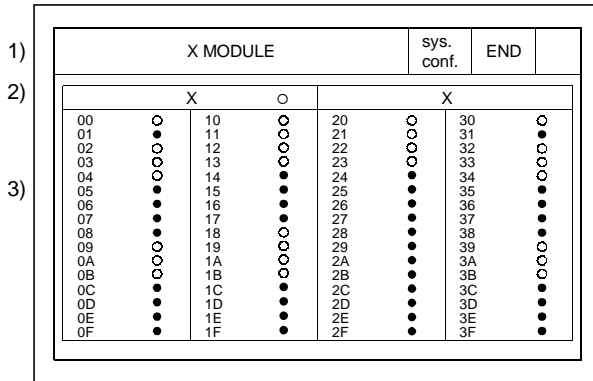 1)
X MODULE
sys.
conf.
END
2)
X ○ X
3)
00 ○ 10 ○ 20 ○ 30 ○
01 ● 11 ○ 21 ○ 31 ●
02 ○ 12 ○ 22 ○ 32 ○
03 ○ 13 ○ 23 ○ 33 ○
04 ○ 14 ● 24 ● 34 ○
05 ● 15 ● 25 ● 35 ●
06 ● 16 ● 26 ● 36 ●
07 ● 17 ● 27 ● 37 ●
08 ● 18 ○ 28 ● 38 ●
09 ○ 19 ○ 29 ● 39 ○
0A ○ 1A ○ 2A ● 3A ○
0B ○ 1B ○ 2B ● 3B ○
0C ● 1C ● 2C ● 3C ●
0D ● 1D ● 2D ● 3D ●
0E ● 1E ● 2E ● 3E ●
0F ● 1F ● 2F ● 3F ●